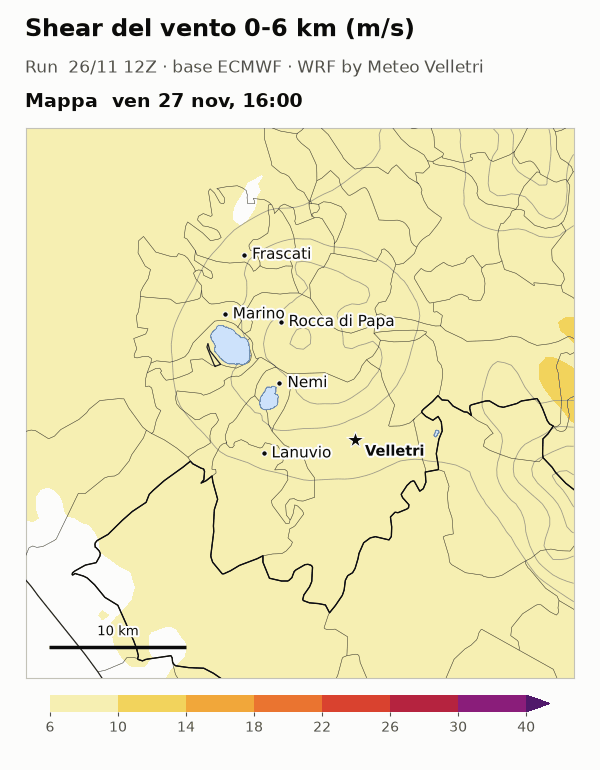 Shear del vento 0-6 km (m/s)
Run  26/11 12Z · base ECMWF · WRF by Meteo Velletri
Mappa  ven 27 nov, 16:00
Frascati
Marino
Rocca di Papa
Nemi
Velletri
Lanuvio
10 km
6 10 14 18 22 26 30 40